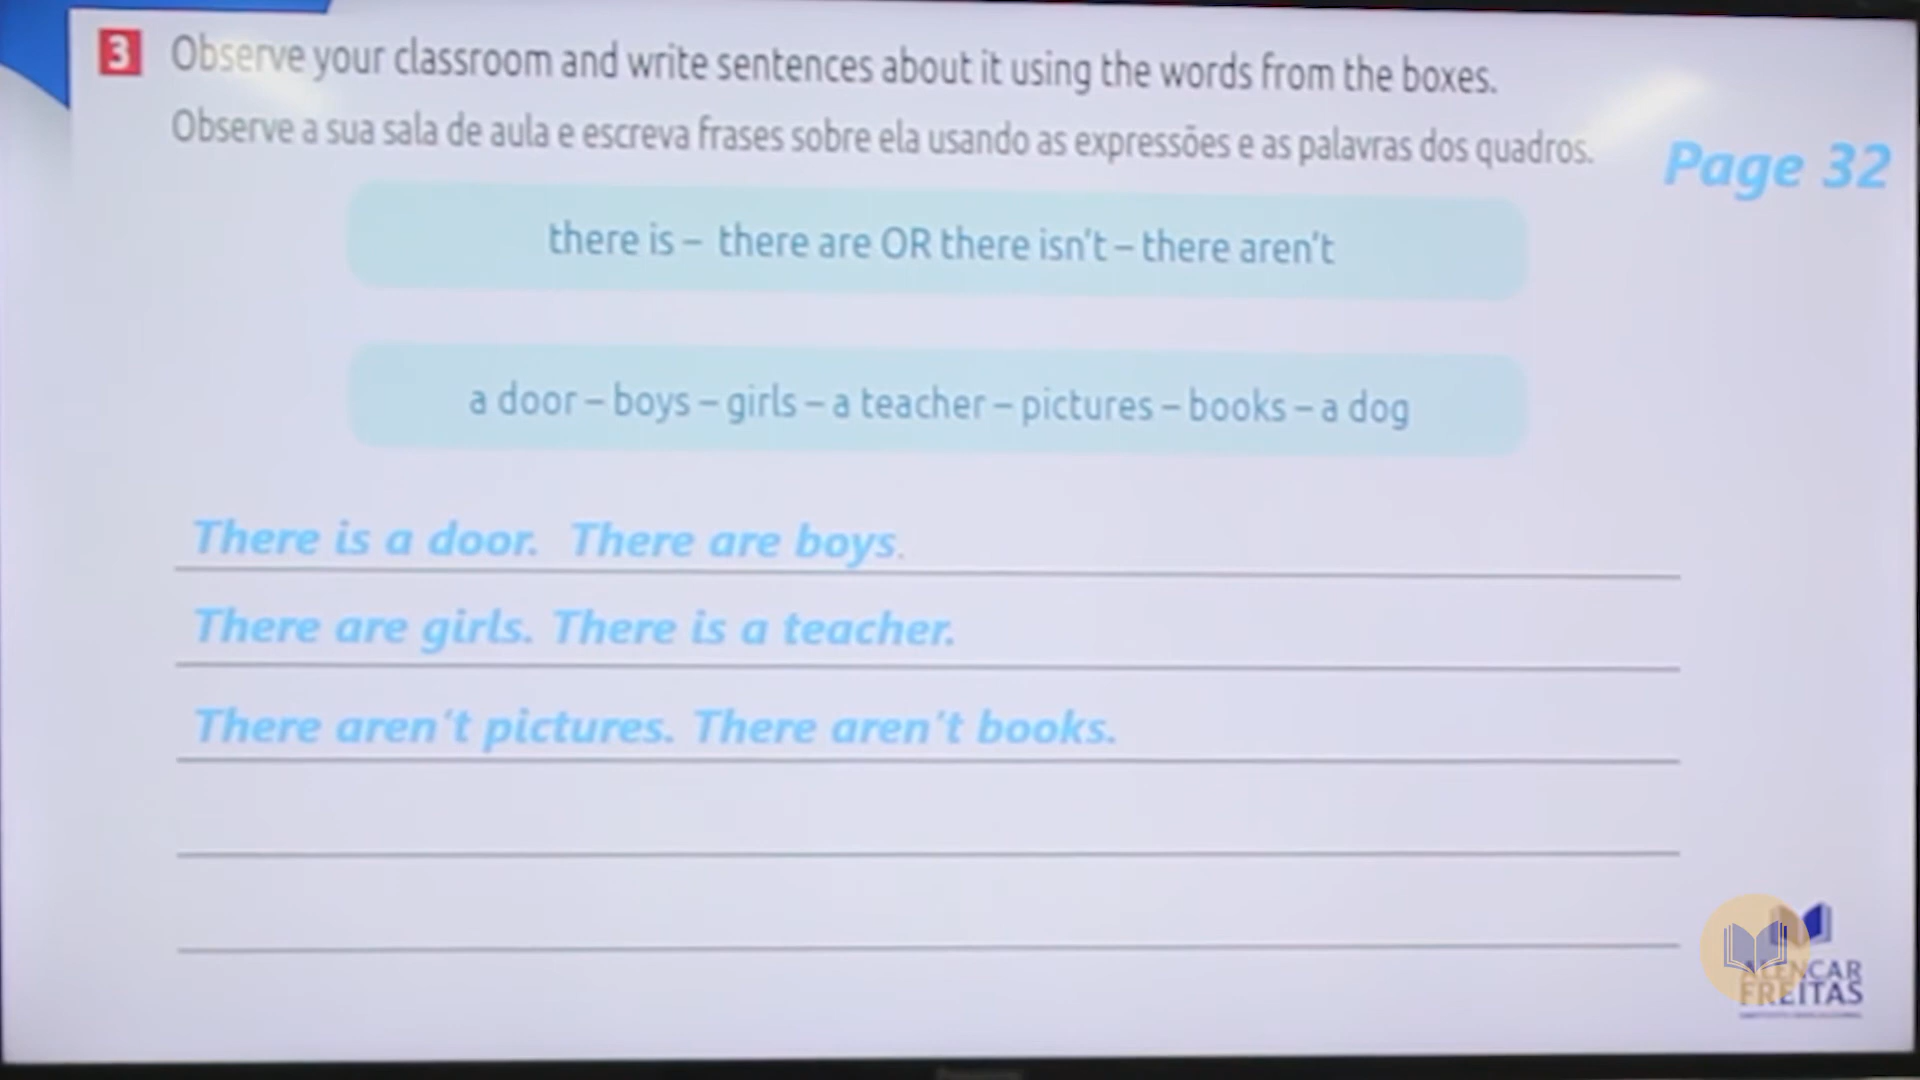 3 Observe your classroom and write sentences about it using the words from the boxes.
Observe a sua sala de aula e escreva frases sobre ela usando as expressões e as palavras dos quadros.
Page 32
there is – there are OR there isn't – there aren't
a door – boys – girls – a teacher – pictures – books – a dog
There is a door. There are boys.
There are girls. There is a teacher.
There aren't pictures. There aren't books.
ALENCAR
FREITAS